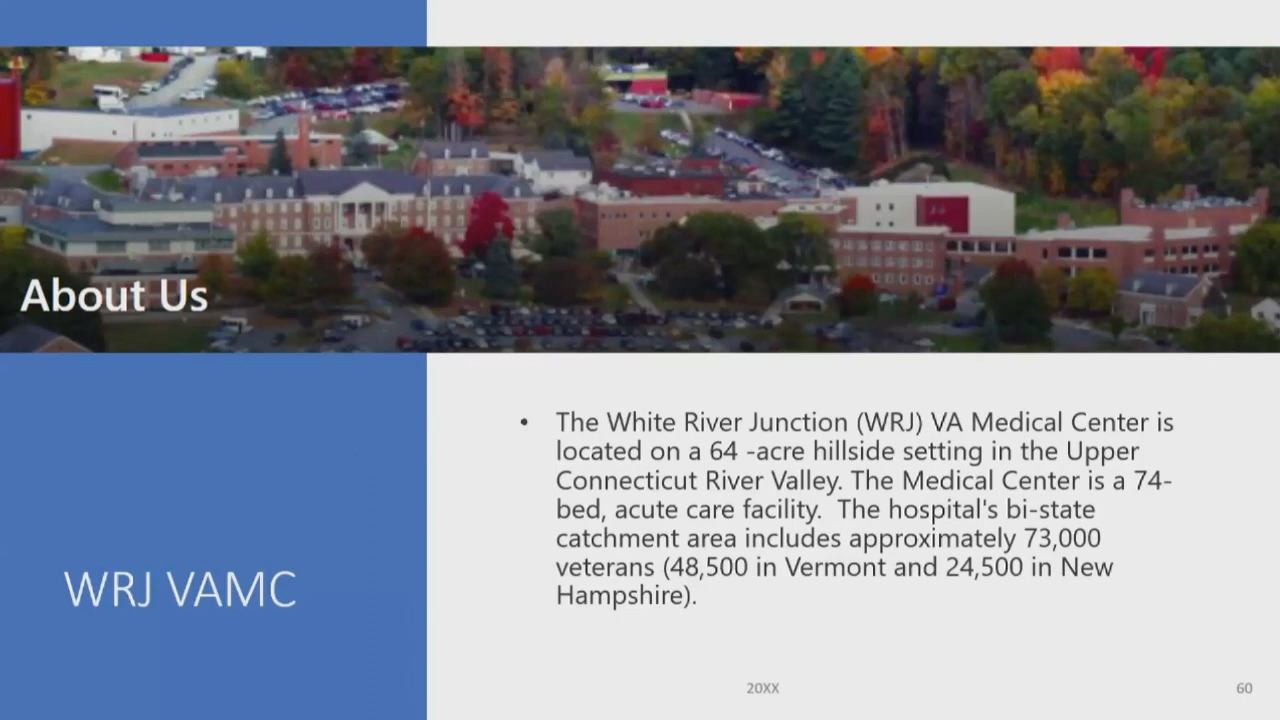 About Us
WRJ VAMC
• The White River Junction (WRJ) VA Medical Center is
located on a 64 -acre hillside setting in the Upper
Connecticut River Valley. The Medical Center is a 74-
bed, acute care facility.  The hospital's bi-state
catchment area includes approximately 73,000
veterans (48,500 in Vermont and 24,500 in New
Hampshire).
20XX
60